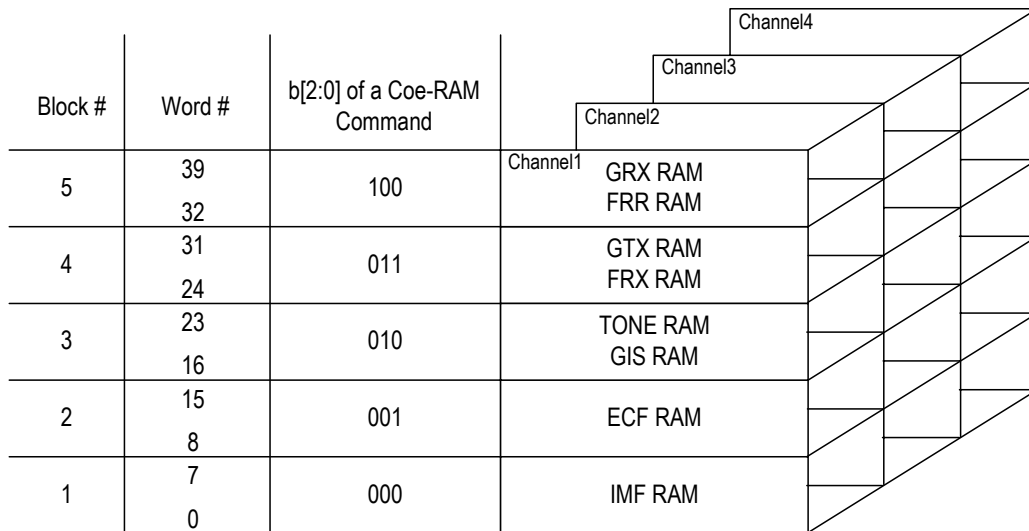 Channel4
Channel3
Channel2
Block #
Word #
b[2:0] of a Coe-RAM
Command
Channel1
5
39
32
100
GRX RAM
FRR RAM
4
31
24
011
GTX RAM
FRX RAM
3
23
16
010
TONE RAM
GIS RAM
2
15
8
001
ECF RAM
1
7
0
000
IMF RAM